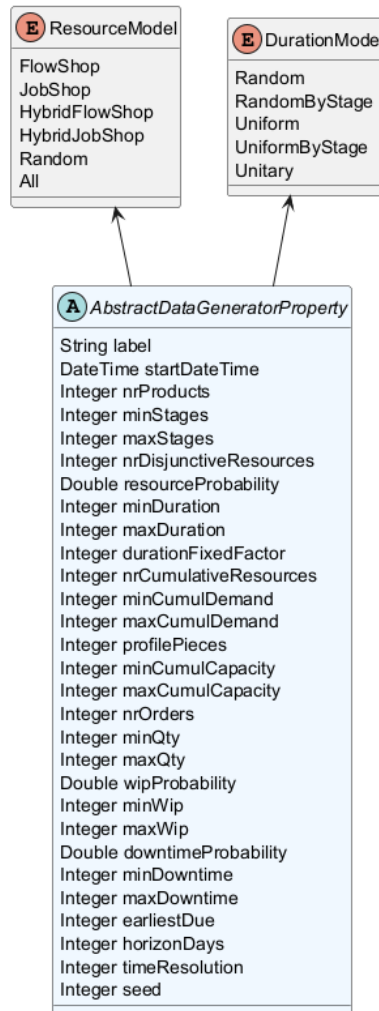 E ResourceModel
FlowShop
JobShop
HybridFlowShop
HybridJobShop
Random
All
E DurationMode
Random
RandomByStage
Uniform
UniformByStage
Unitary
A AbstractDataGeneratorProperty
String label
DateTime startDateTime
Integer nrProducts
Integer minStages
Integer maxStages
Integer nrDisjunctiveResources
Double resourceProbability
Integer minDuration
Integer maxDuration
Integer durationFixedFactor
Integer nrCumulativeResources
Integer minCumulDemand
Integer maxCumulDemand
Integer profilePieces
Integer minCumulCapacity
Integer maxCumulCapacity
Integer nrOrders
Integer minQty
Integer maxQty
Double wipProbability
Integer minWip
Integer maxWip
Double downtimeProbability
Integer minDowntime
Integer maxDowntime
Integer earliestDue
Integer horizonDays
Integer timeResolution
Integer seed